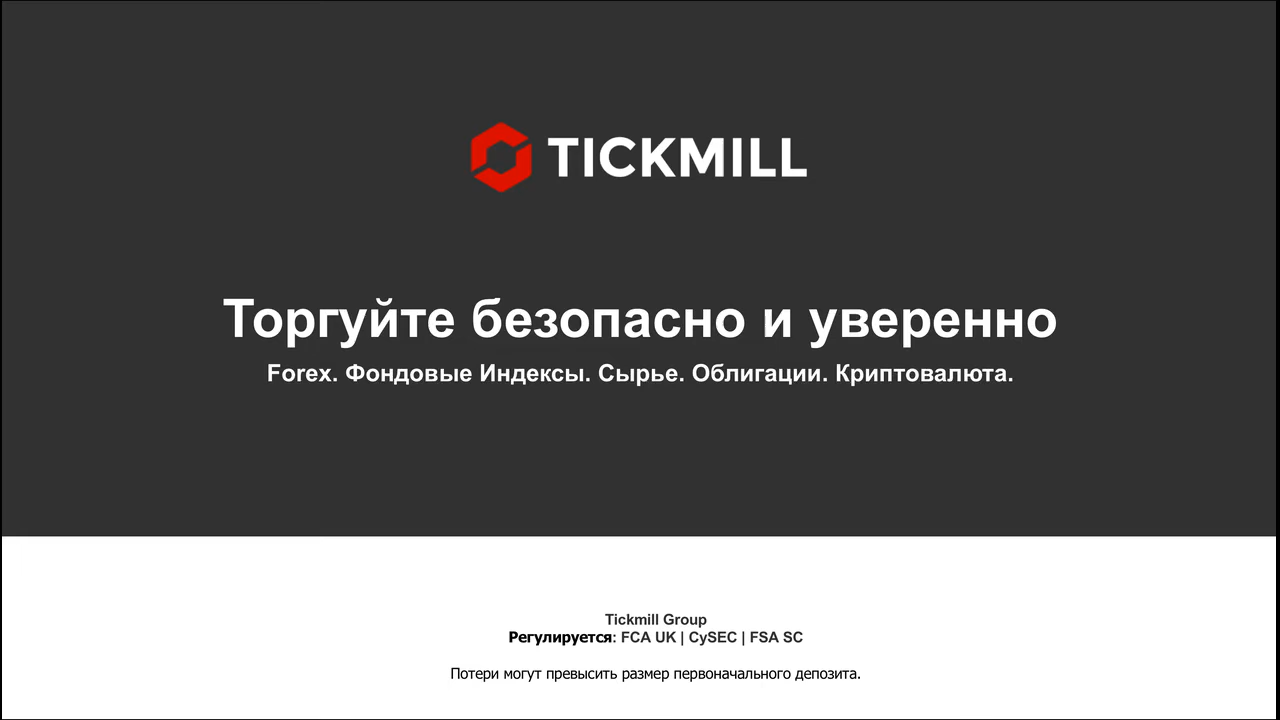 TICKMILL
Торгуйте безопасно и уверенно
Forex. Фондовые Индексы. Сырье. Облигации. Криптовалюта.
Tickmill Group
Регулируется: FCA UK | CySEC | FSA SC
Потери могут превысить размер первоначального депозита.